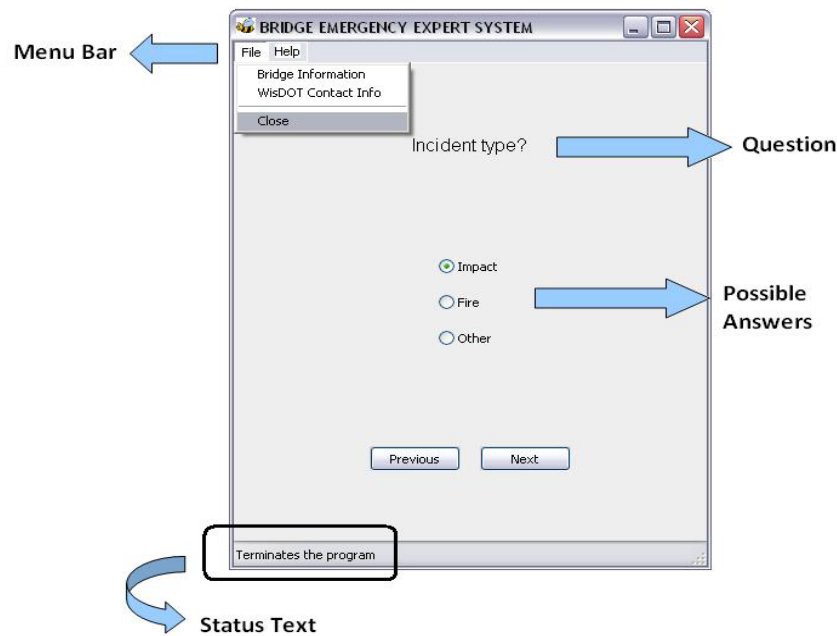 BRIDGE EMERGENCY EXPERT SYSTEM
Menu Bar
File Help
Bridge Information
WisDOT Contact Info
Close
Incident type?
Question
Impact
Fire
Other
Possible
Answers
Previous Next
Terminates the program
Status Text